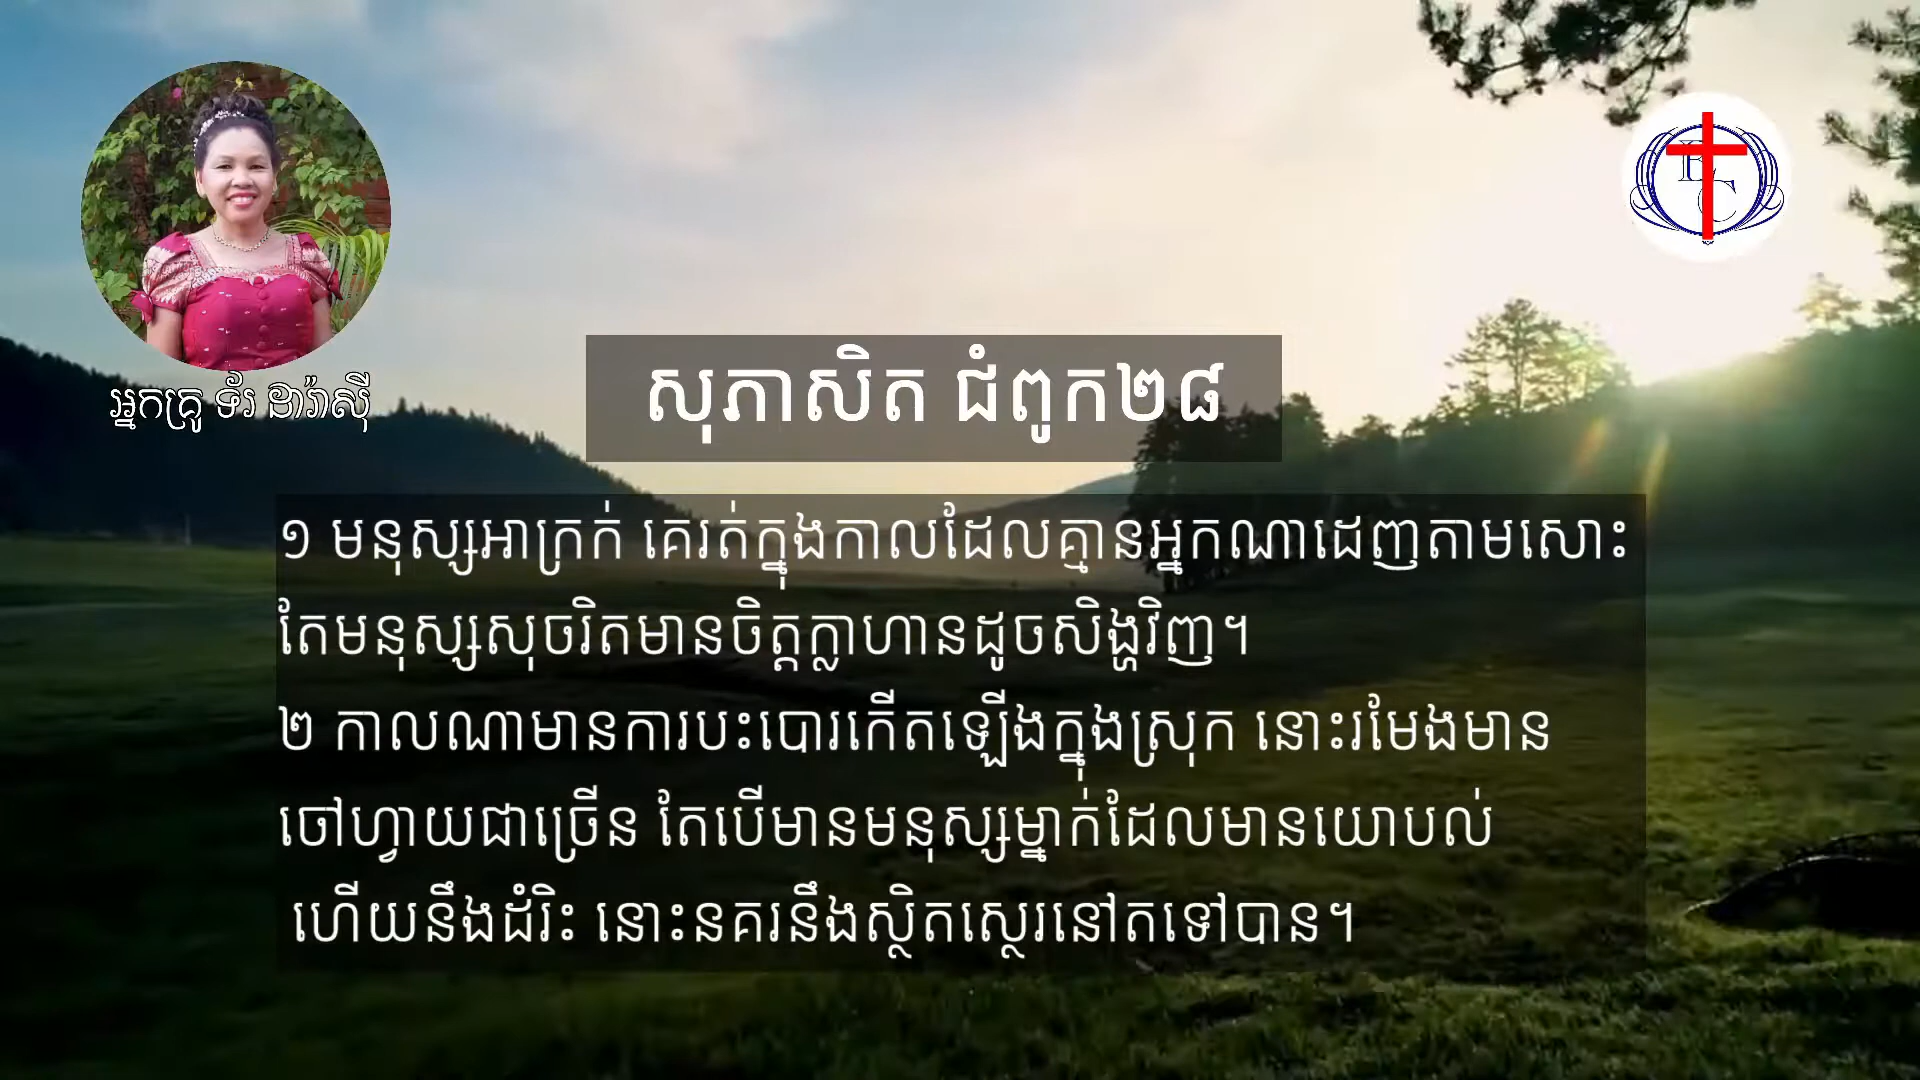 អ្នកគ្រូ ទ័រ ដារ៉ាស៊ី
EC
សុភាសិត ជំពូក២៨
១ មនុស្សអាក្រក់ គេរត់ក្នុងកាលដែលគ្មានអ្នកណាដេញតាមសោះ
តែមនុស្សសុចរិតមានចិត្តក្លាហានដូចសិង្ហវិញ។
២ កាលណាមានការបះបោរកើតឡើងក្នុងស្រុក នោះរមែងមាន
ចៅហ្វាយជាច្រើន តែបើមានមនុស្សម្នាក់ដែលមានយោបល់
ហើយនឹងដំរិះ នោះនគរនឹងស្ថិតស្ថេរនៅតទៅបាន។